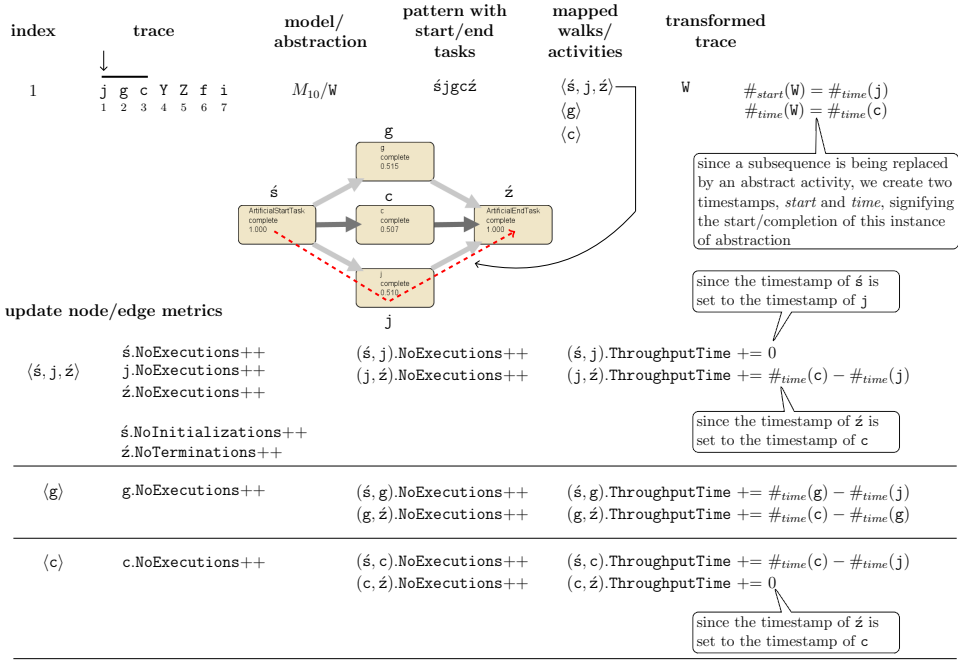 index trace model/ abstraction pattern with start/end tasks mapped walks/ activities transformed trace
1 j g c Y Z f i M₁₀/W śjgcź ⟨ś, j, ź⟩ W #start(W) = #time(j)
1 2 3 4 5 6 7 ⟨g⟩ #time(W) = #time(c)
⟨c⟩
since a subsequence is being replaced
by an abstract activity, we create two
timestamps, start and time, signifying
the start/completion of this instance
of abstraction
g
g
complete
0.515
ś
ArtificialStartTask
complete
1.000
c
c
complete
0.507
ź
ArtificialEndTask
complete
1.000
j
complete
0.510
j
since the timestamp of ś is
set to the timestamp of j
update node/edge metrics
ś.NoExecutions++ (ś, j).NoExecutions++ (ś, j).ThroughputTime += 0
⟨ś, j, ź⟩ j.NoExecutions++ (j, ź).NoExecutions++ (j, ź).ThroughputTime += #time(c) − #time(j)
ź.NoExecutions++
since the timestamp of ź is
set to the timestamp of c
ś.NoInitializations++
ź.NoTerminations++
⟨g⟩ g.NoExecutions++ (ś, g).NoExecutions++ (ś, g).ThroughputTime += #time(g) − #time(j)
(g, ź).NoExecutions++ (g, ź).ThroughputTime += #time(c) − #time(g)
⟨c⟩ c.NoExecutions++ (ś, c).NoExecutions++ (ś, c).ThroughputTime += #time(c) − #time(j)
(c, ź).NoExecutions++ (c, ź).ThroughputTime += 0
since the timestamp of ź is
set to the timestamp of c